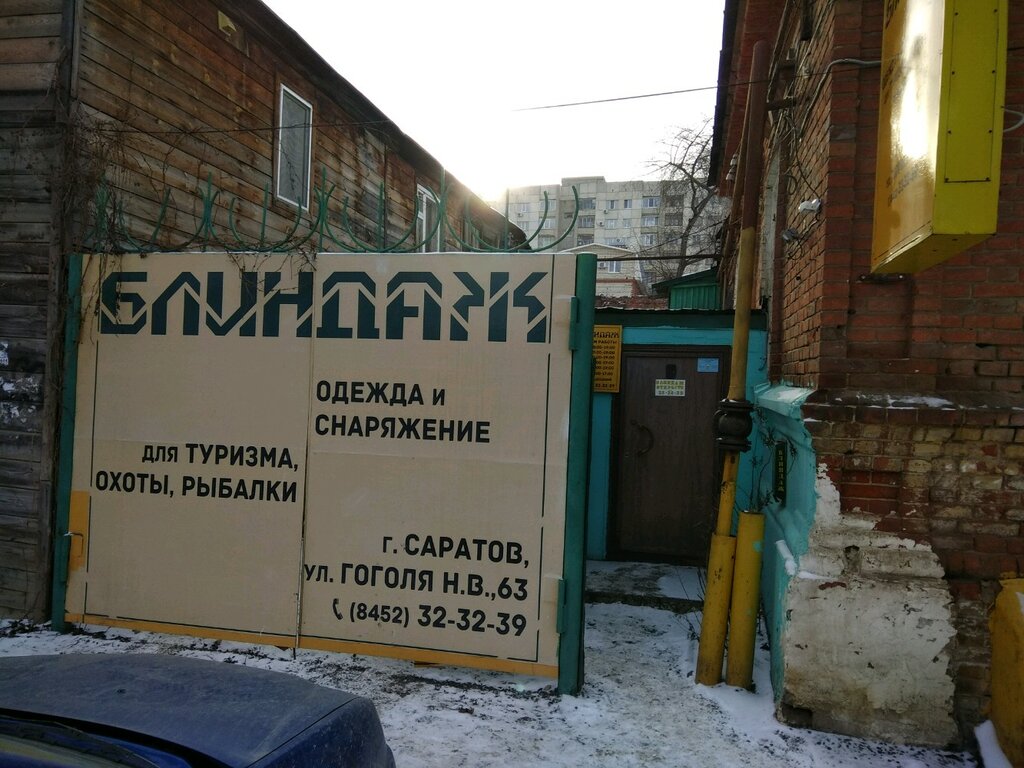 БЛИНДАЖ
ОДЕЖДА и
СНАРЯЖЕНИЕ
для ТУРИЗМА,
ОХОТЫ, РЫБАЛКИ
г. САРАТОВ,
ул. ГОГОЛЯ Н.В.,63
(8452) 32-32-39